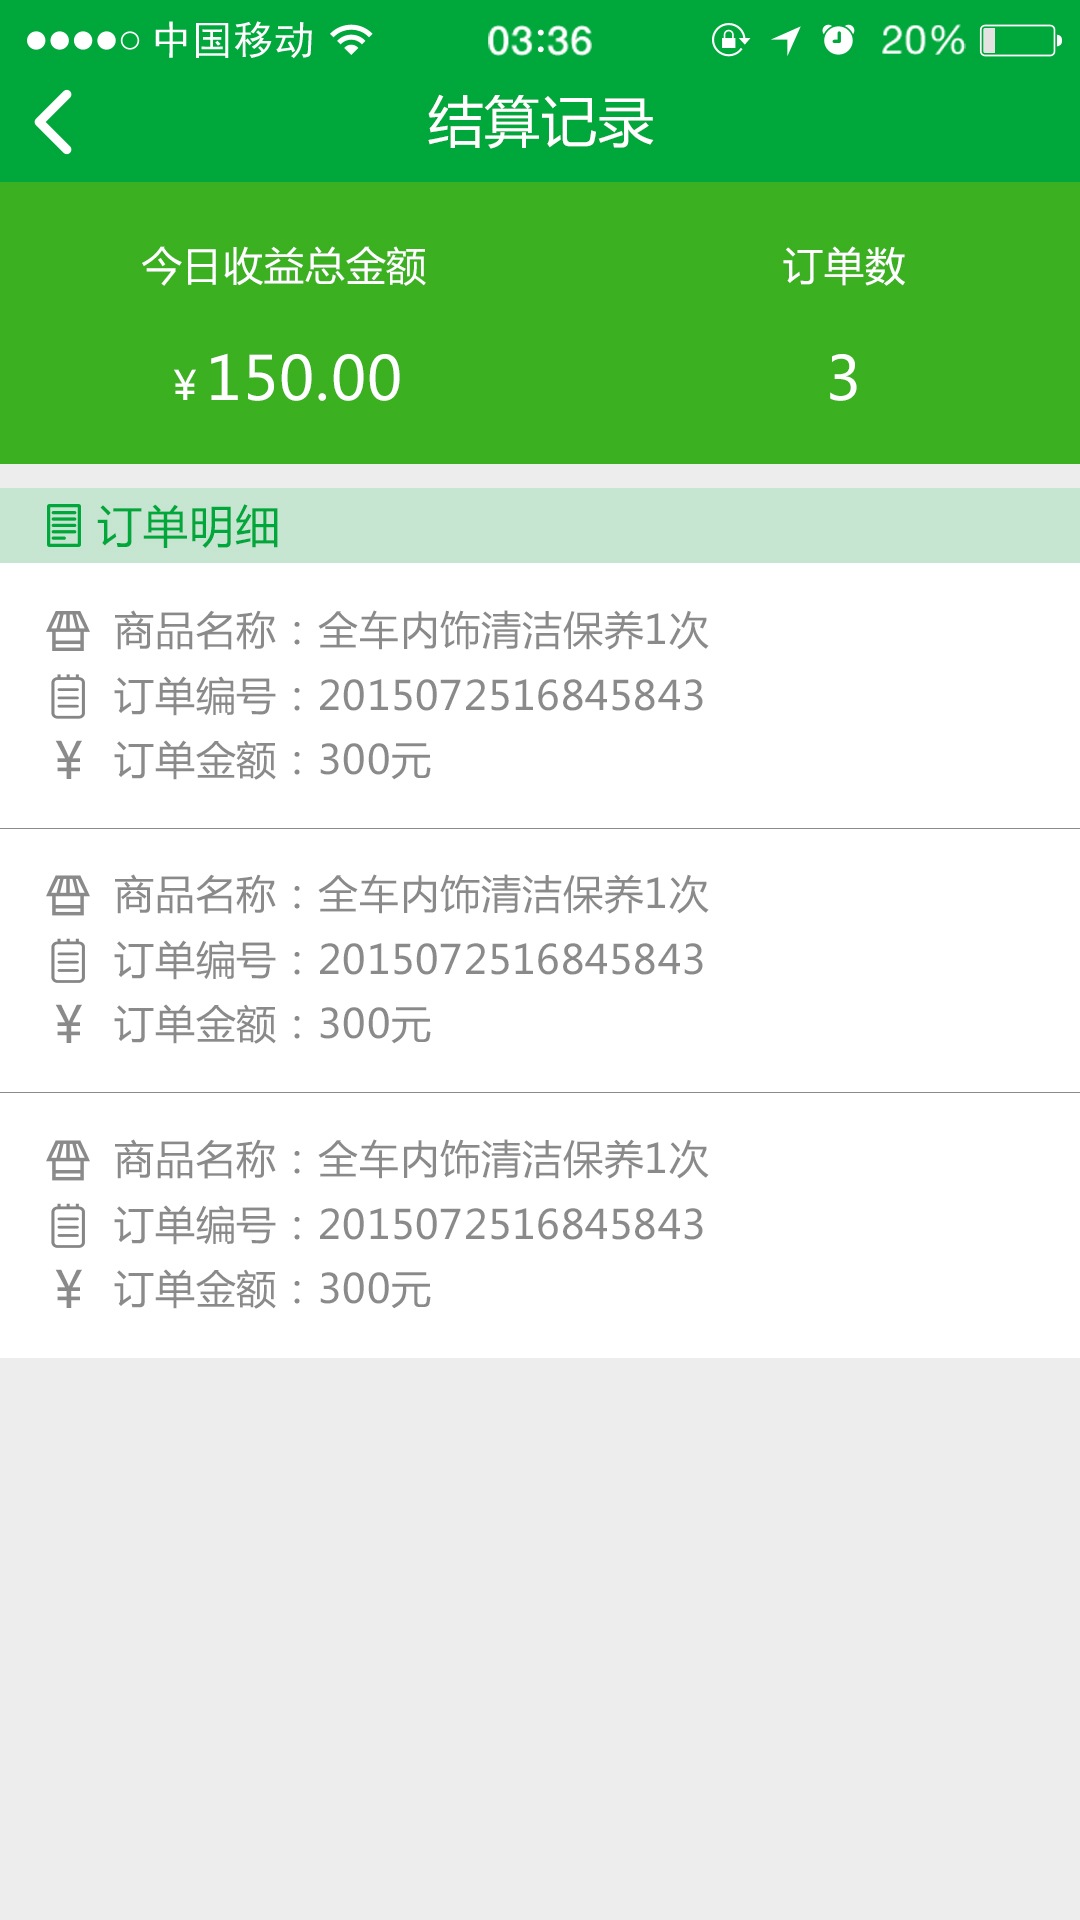 中国移动 03:36 20%
结算记录
今日收益总金额 订单数
¥150.00 3
订单明细
商品名称：全车内饰清洁保养1次
订单编号：2015072516845843
¥ 订单金额：300元
商品名称：全车内饰清洁保养1次
订单编号：2015072516845843
¥ 订单金额：300元
商品名称：全车内饰清洁保养1次
订单编号：2015072516845843
¥ 订单金额：300元